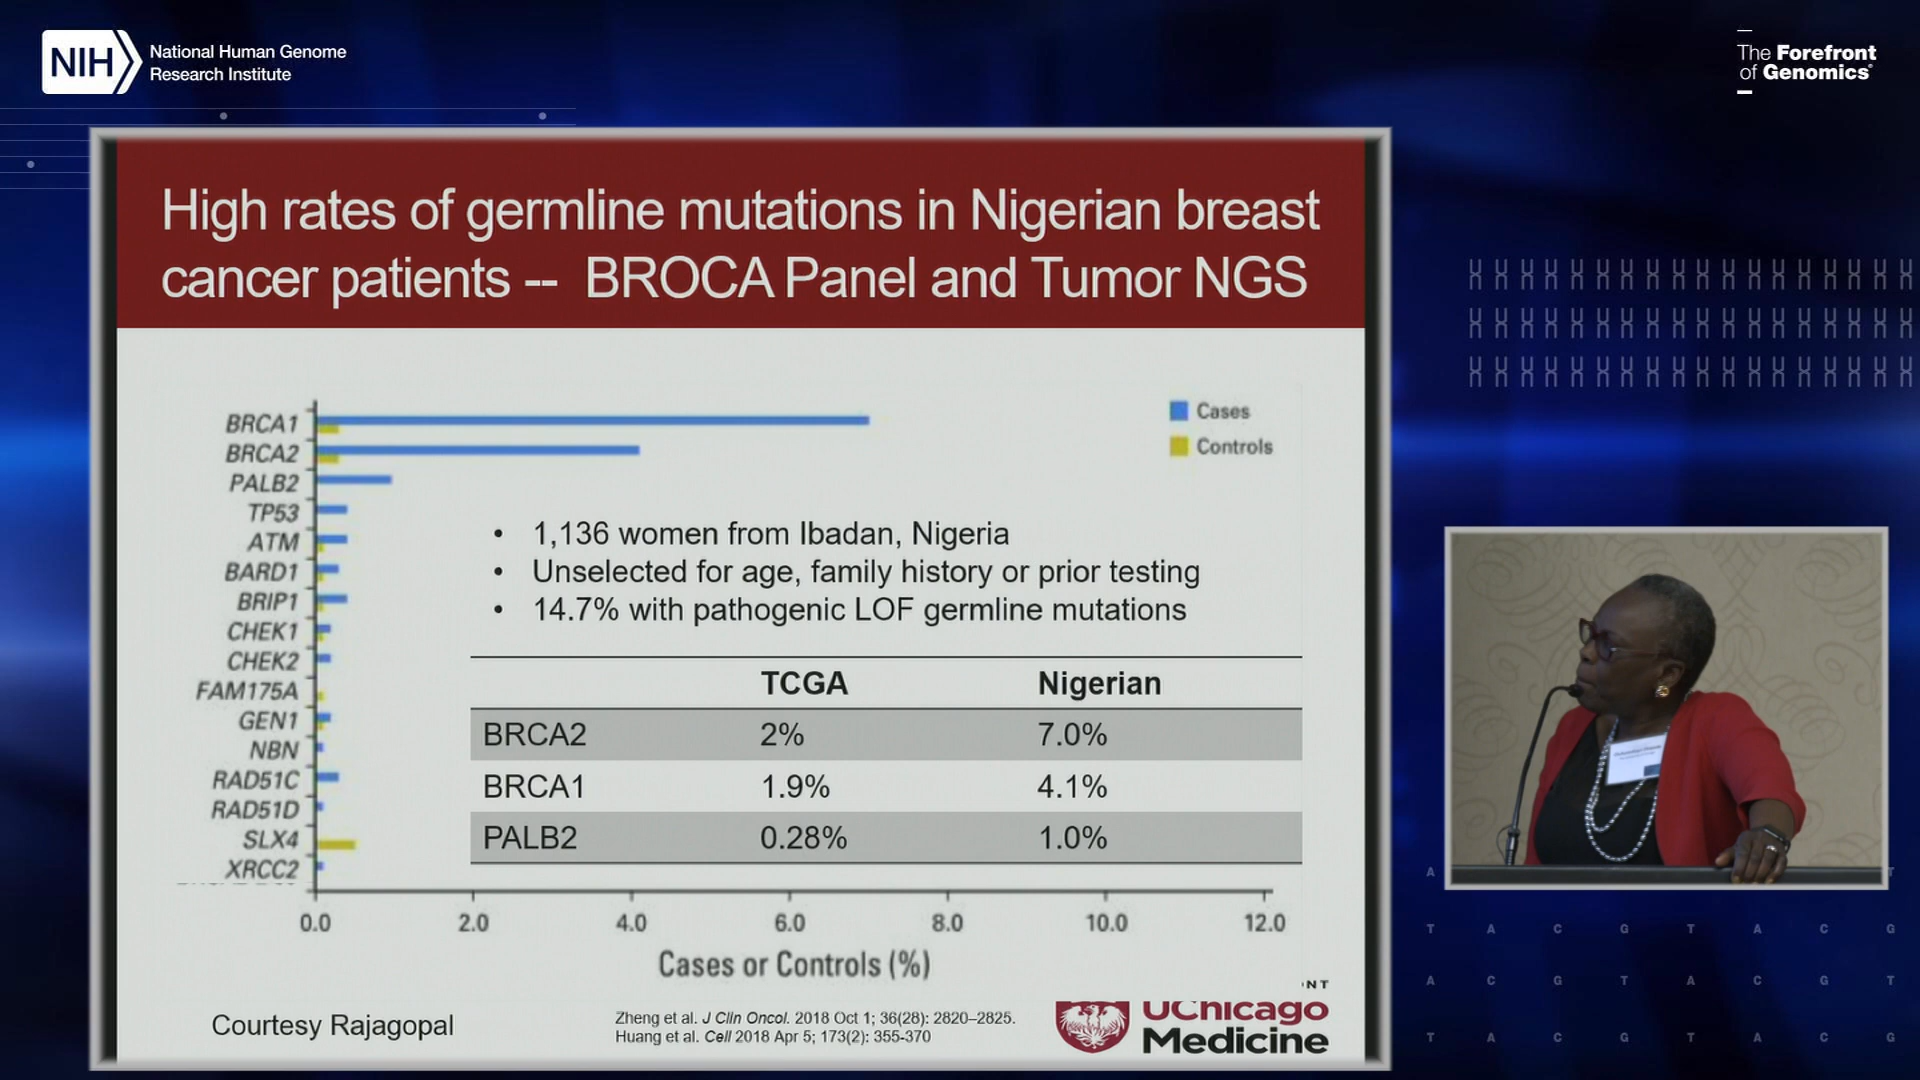 NIH
National Human Genome
Research Institute
The Forefront
of Genomics®
High rates of germline mutations in Nigerian breast
cancer patients -- BROCA Panel and Tumor NGS
BRCA1
BRCA2
PALB2
TP53
ATM
BARD1
BRIP1
CHEK1
CHEK2
FAM175A
GEN1
NBN
RAD51C
RAD51D
SLX4
XRCC2
Cases
Controls
• 1,136 women from Ibadan, Nigeria
• Unselected for age, family history or prior testing
• 14.7% with pathogenic LOF germline mutations
TCGA Nigerian
BRCA2 2% 7.0%
BRCA1 1.9% 4.1%
PALB2 0.28% 1.0%
0.0 2.0 4.0 6.0 8.0 10.0 12.0
Cases or Controls (%)
Courtesy Rajagopal
Zheng et al. J Clin Oncol. 2018 Oct 1; 36(28): 2820–2825.
Huang et al. Cell 2018 Apr 5; 173(2): 355-370
UChicago
Medicine
A T
T A C G T A C G
A C G T A C G T
T A C G T A C G